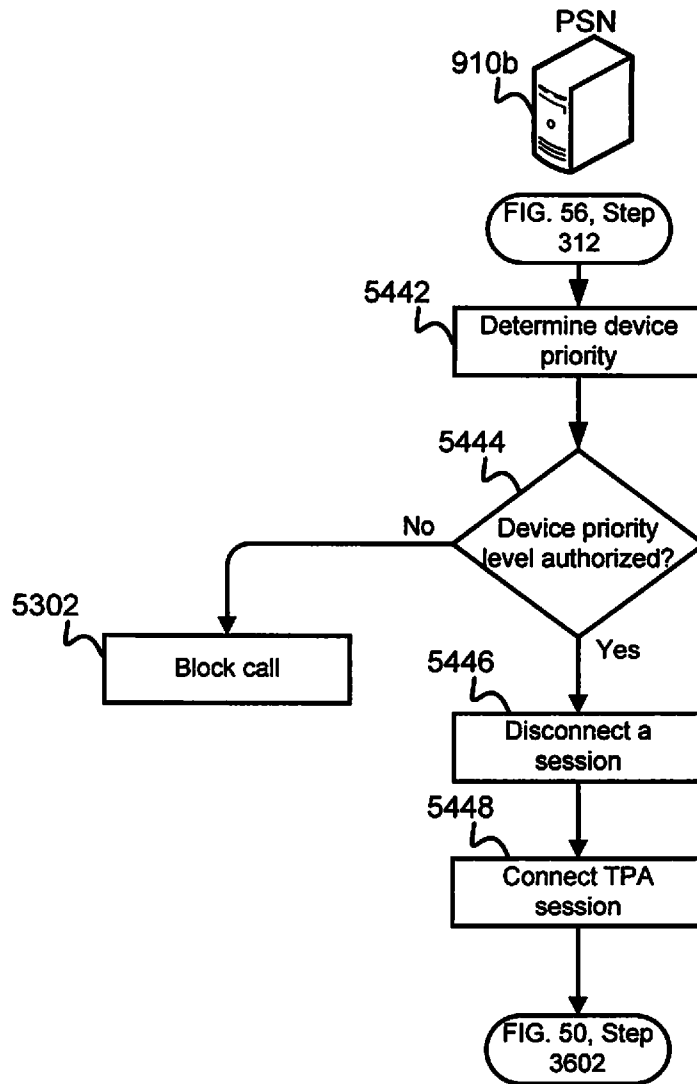 PSN
910b
FIG. 56, Step
312
5442
Determine device
priority
5444
No
Device priority
level authorized?
5302
Block call
Yes
5446
Disconnect a
session
5448
Connect TPA
session
FIG. 50, Step
3602